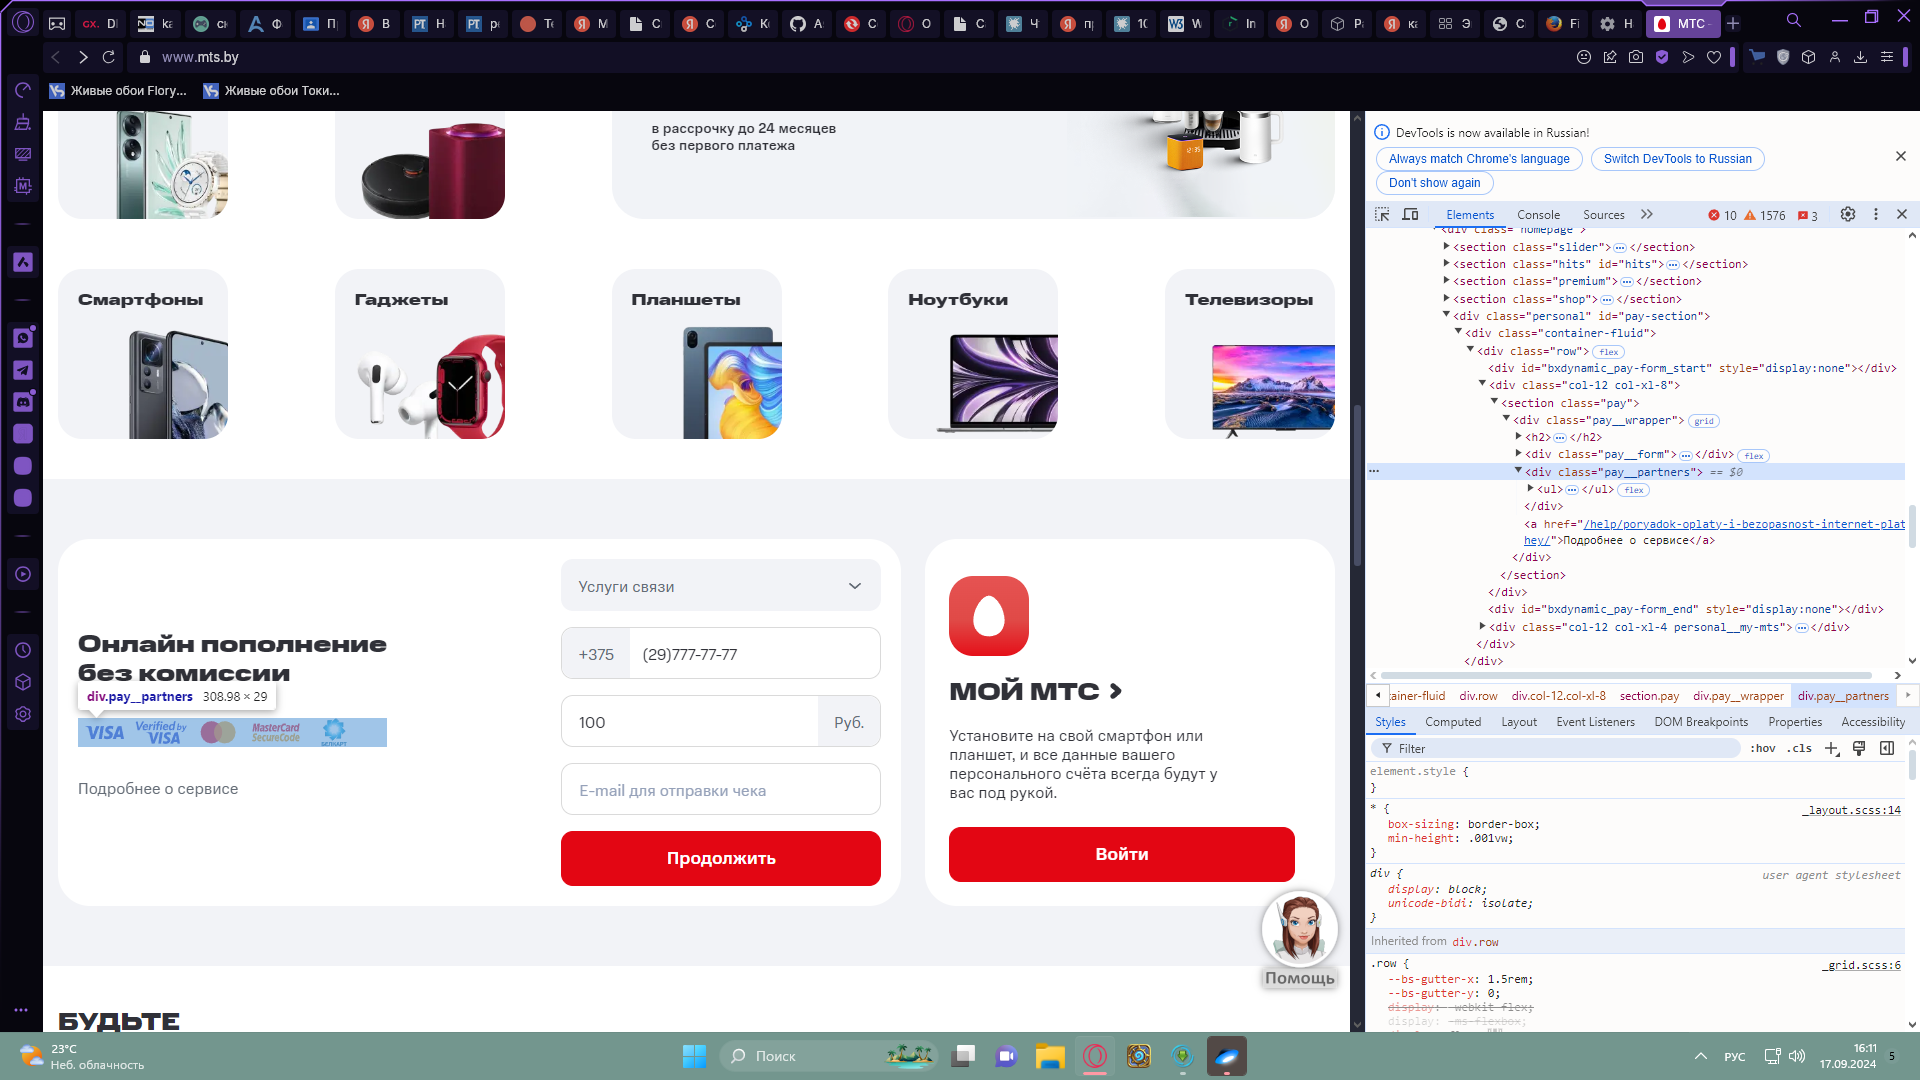 www.mts.by
Живые обои Flory...
Живые обои Токи...
в рассрочку до 24 месяцев
без первого платежа
Смартфоны
Гаджеты
Планшеты
Ноутбуки
Телевизоры
Онлайн пополнение
без комиссии
div.pay__partners 308.98 × 29
VISA
Verified by
VISA
MasterCard
SecureCode
БЕЛКАРТ
Подробнее о сервисе
Услуги связи
+375 (29)777-77-77
100 Руб.
E-mail для отправки чека
Продолжить
МОЙ МТС
Установите на свой смартфон или
планшет, и все данные вашего
персонального счёта всегда будут у
вас под рукой.
Войти
Помощь
БУДЬТЕ
DevTools is now available in Russian!
Always match Chrome's language
Switch DevTools to Russian
Don't show again
Elements Console Sources 10 1576 3
<div class="homepage">
<section class="slider">…</section>
<section class="hits" id="hits">…</section>
<section class="premium">…</section>
<section class="shop">…</section>
<div class="personal" id="pay-section">
<div class="container-fluid">
<div class="row"> flex
<div id="bxdynamic_pay-form_start" style="display:none"></div>
<div class="col-12 col-xl-8">
<section class="pay">
<div class="pay__wrapper"> grid
<h2>…</h2>
<div class="pay__form">…</div> flex
<div class="pay__partners"> == $0
<ul>…</ul> flex
</div>
<a href="/help/poryadok-oplaty-i-bezopasnost-internet-plat
hey/">Подробнее о сервисе</a>
</div>
</section>
</div>
<div id="bxdynamic_pay-form_end" style="display:none"></div>
<div class="col-12 col-xl-4 personal__my-mts">…</div>
</div>
</div>
tainer-fluid div.row div.col-12.col-xl-8 section.pay div.pay__wrapper div.pay__partners
Styles Computed Layout Event Listeners DOM Breakpoints Properties Accessibility
Filter :hov .cls
element.style {
}
* { _layout.scss:14
box-sizing: border-box;
min-height: .001vw;
}
div { user agent stylesheet
display: block;
unicode-bidi: isolate;
}
Inherited from div.row
.row { _grid.scss:6
--bs-gutter-x: 1.5rem;
--bs-gutter-y: 0;
display: -webkit-flex;
display: -ms-flexbox;
23°C
Неб. облачность
Поиск
РУС
16:11
17.09.2024
5